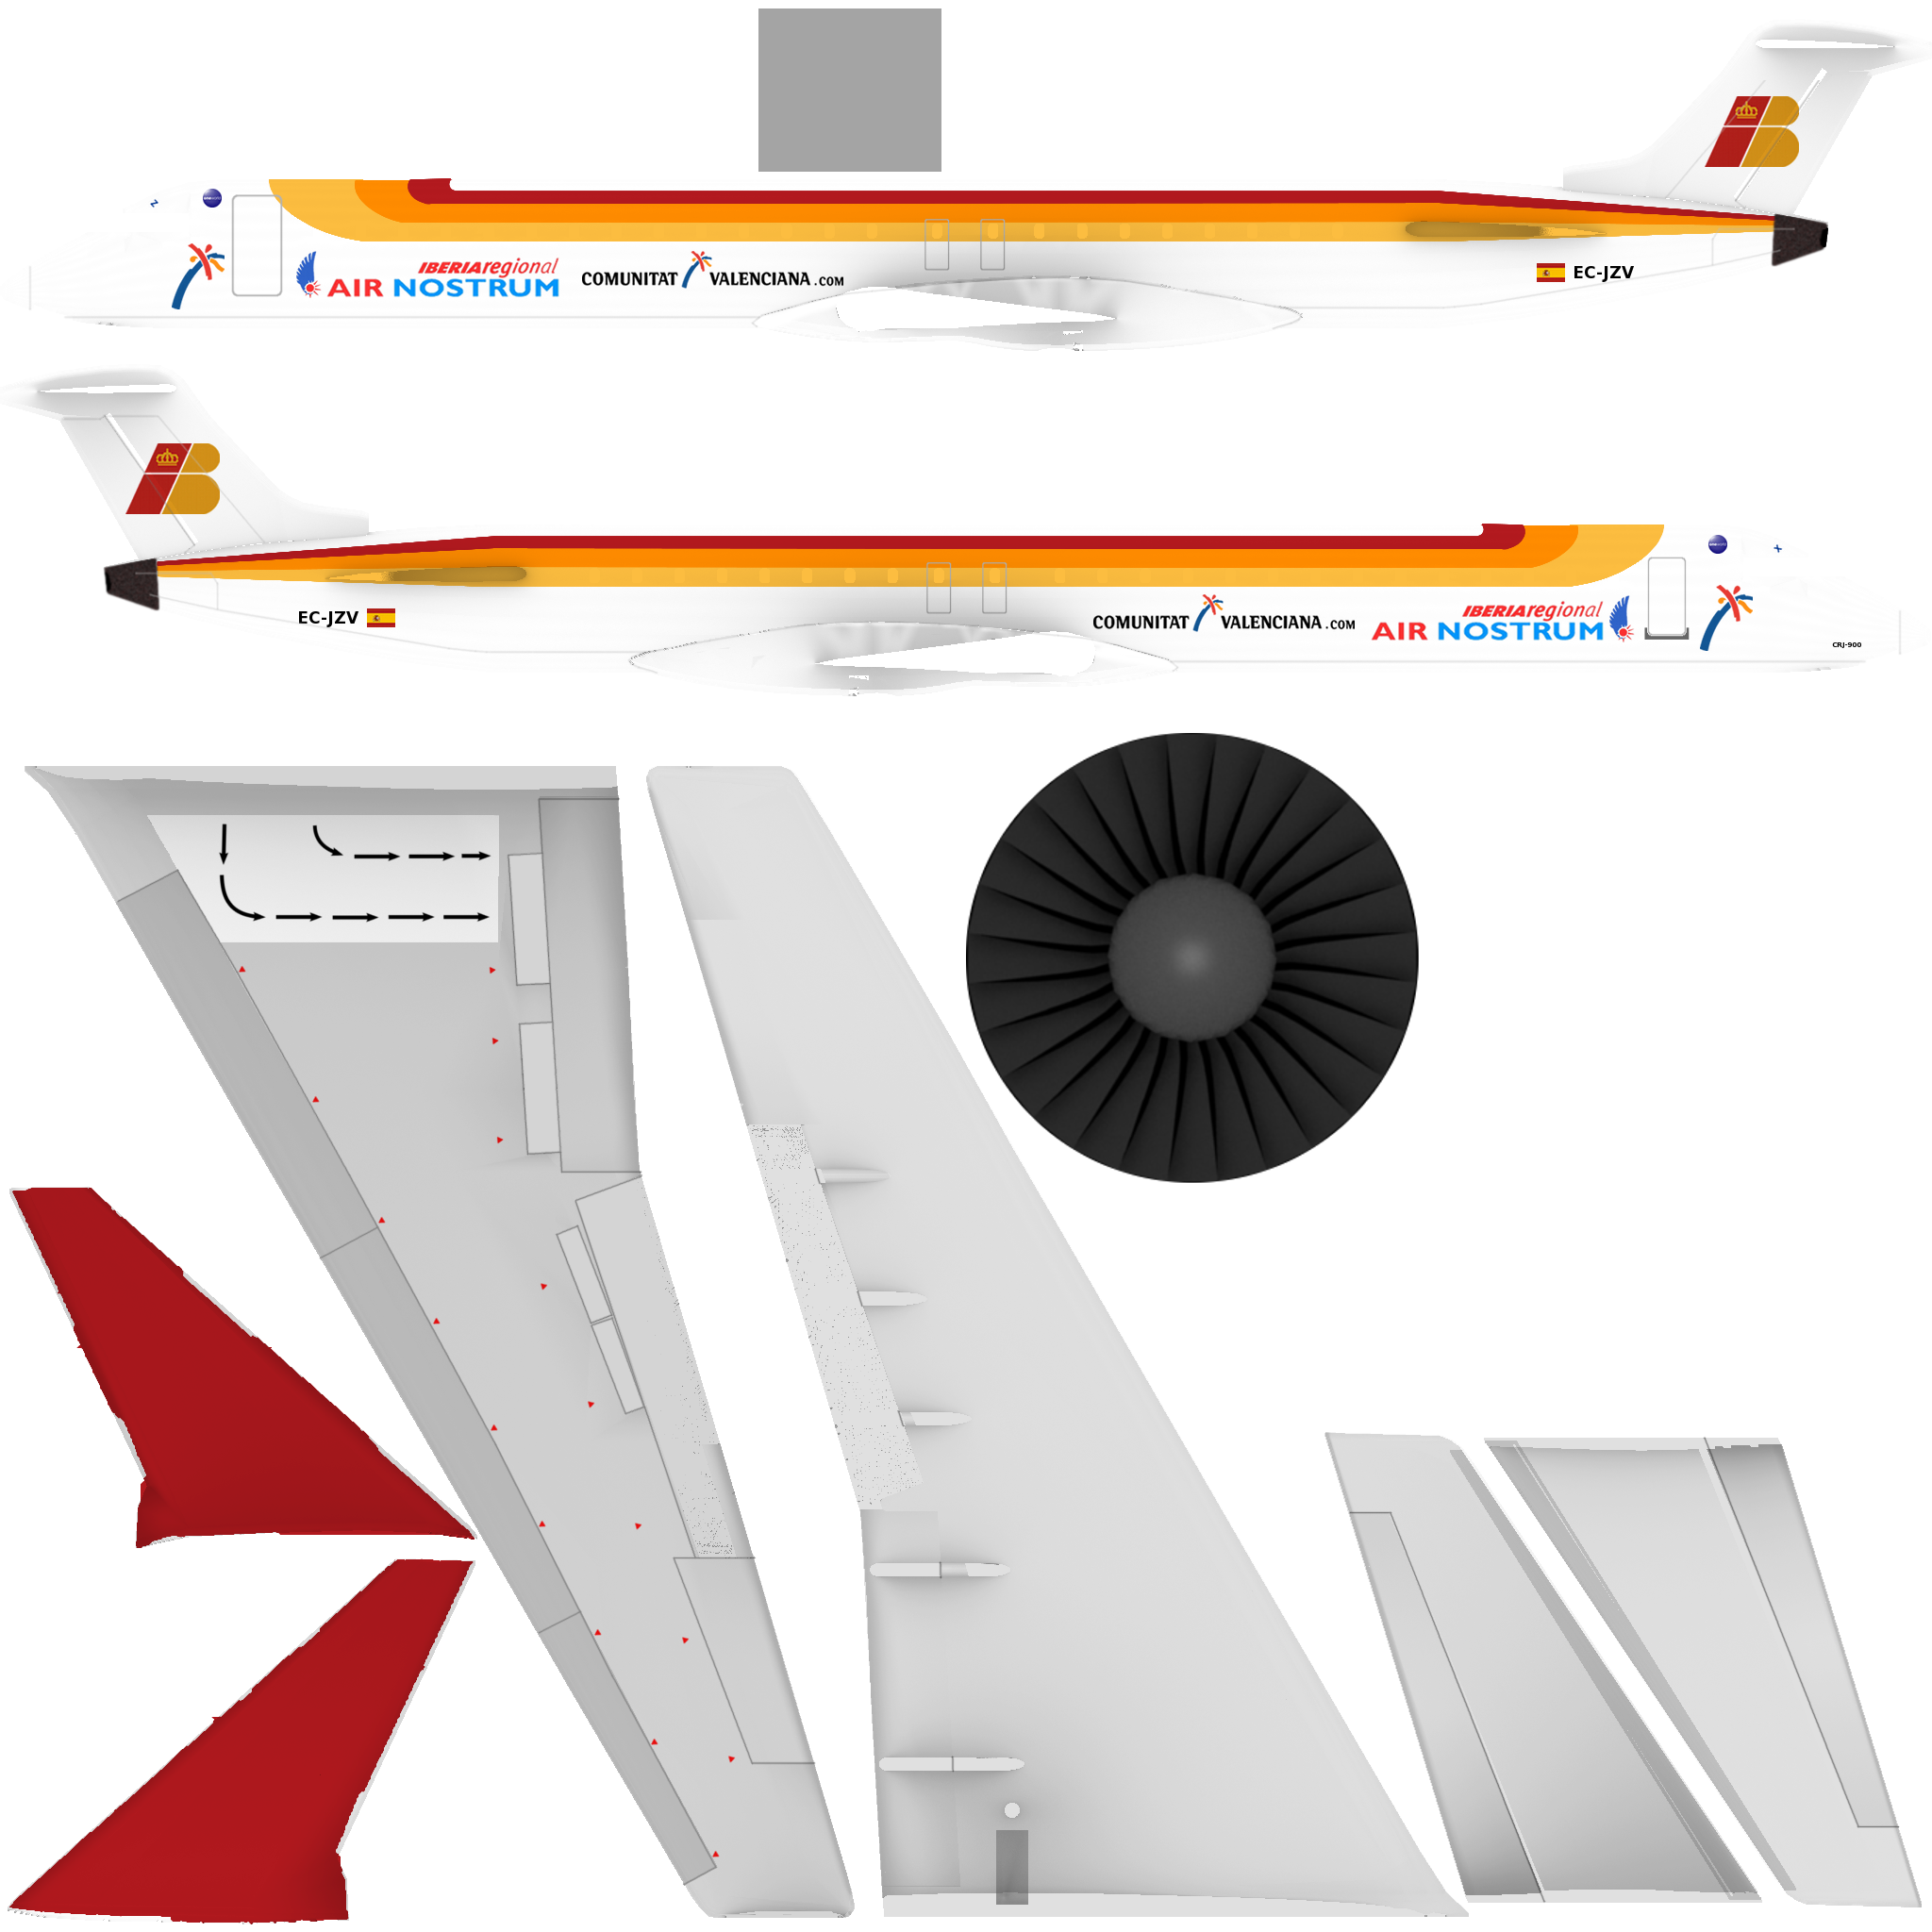 IBERIAregional
AIR NOSTRUM
COMUNITAT VALENCIANA.COM
EC-JZV
EC-JZV
COMUNITAT VALENCIANA.COM
IBERIAregional
AIR NOSTRUM
CRJ-900